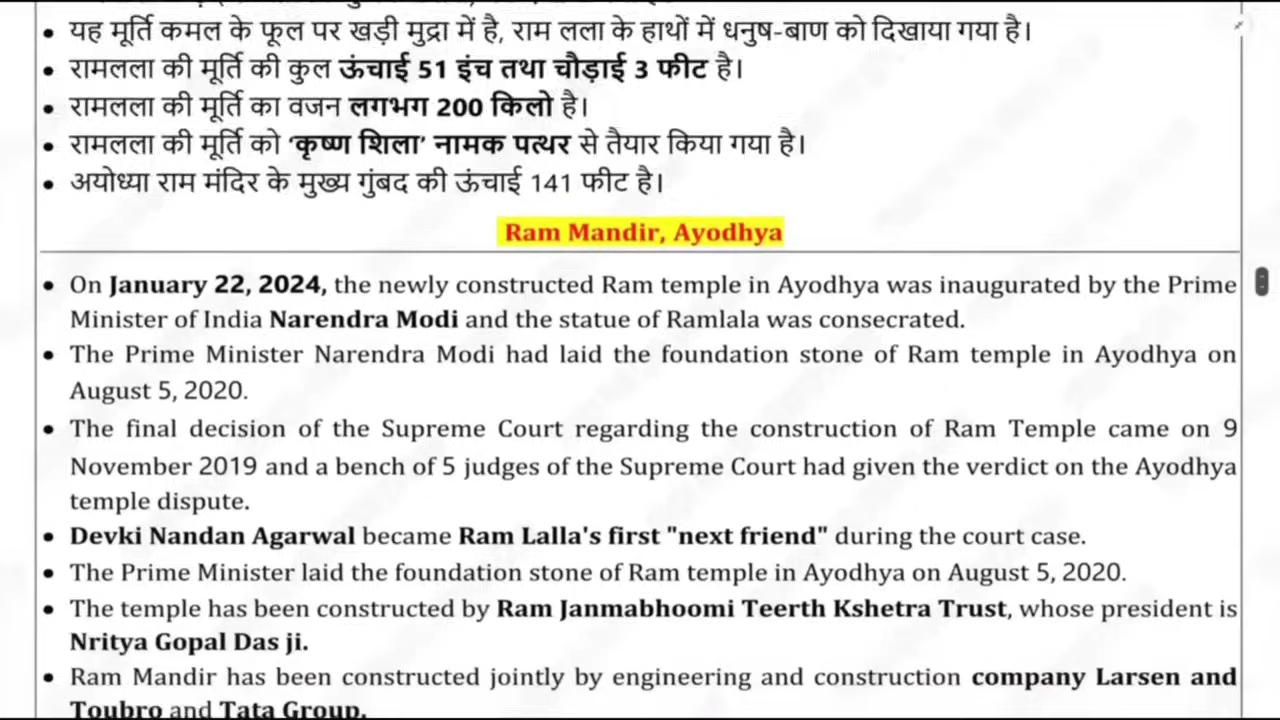 • यह मूर्ति कमल के फूल पर खड़ी मुद्रा में है, राम लला के हाथों में धनुष-बाण को दिखाया गया है।
• रामलला की मूर्ति की कुल ऊंचाई 51 इंच तथा चौड़ाई 3 फीट है।
• रामलला की मूर्ति का वजन लगभग 200 किलो है।
• रामलला की मूर्ति को ‘कृष्ण शिला’ नामक पत्थर से तैयार किया गया है।
• अयोध्या राम मंदिर के मुख्य गुंबद की ऊंचाई 141 फीट है।
Ram Mandir, Ayodhya
• On January 22, 2024, the newly constructed Ram temple in Ayodhya was inaugurated by the Prime
Minister of India Narendra Modi and the statue of Ramlala was consecrated.
• The Prime Minister Narendra Modi had laid the foundation stone of Ram temple in Ayodhya on
August 5, 2020.
• The final decision of the Supreme Court regarding the construction of Ram Temple came on 9
November 2019 and a bench of 5 judges of the Supreme Court had given the verdict on the Ayodhya
temple dispute.
• Devki Nandan Agarwal became Ram Lalla's first "next friend" during the court case.
• The Prime Minister laid the foundation stone of Ram temple in Ayodhya on August 5, 2020.
• The temple has been constructed by Ram Janmabhoomi Teerth Kshetra Trust, whose president is
Nritya Gopal Das ji.
• Ram Mandir has been constructed jointly by engineering and construction company Larsen and
Toubro and Tata Group.